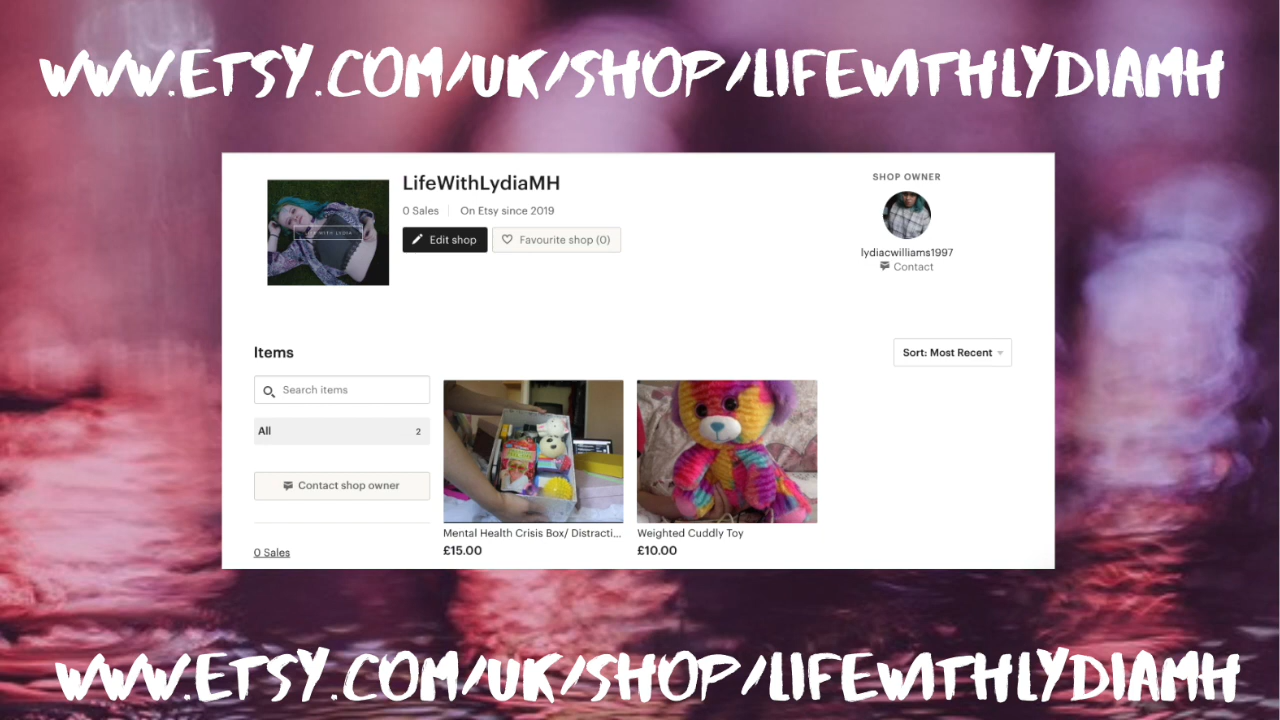 WWW.ETSY.COM/UK/SHOP/LIFEWITHLYDIAMH
LifeWithLydiaMH
0 Sales
On Etsy since 2019
Edit shop
Favourite shop (0)
SHOP OWNER
lydiacwilliams1997
Contact
Items
Sort: Most Recent
Search items
All
2
Contact shop owner
0 Sales
Mental Health Crisis Box/ Distracti...
£15.00
Weighted Cuddly Toy
£10.00
WWW.ETSY.COM/UK/SHOP/LIFEWITHLYDIAMH